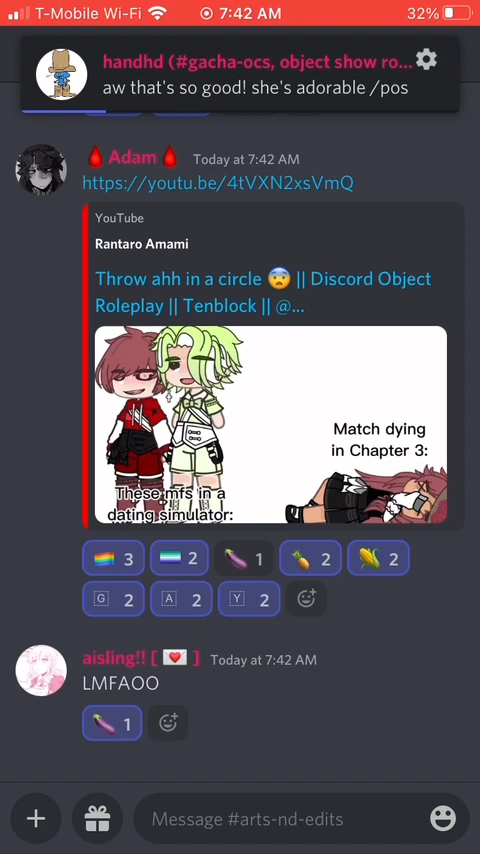 T-Mobile Wi-Fi 7:42 AM 32%
handhd (#gacha-ocs, object show ro...
aw that's so good! she's adorable /pos
🩸Adam🩸 Today at 7:42 AM
https://youtu.be/4tVXN2xsVmQ
YouTube
Rantaro Amami
Throw ahh in a circle 😨 || Discord Object
Roleplay || Tenblock || @...
Match dying
in Chapter 3:
These mfs in a
dating simulator:
🏳️‍🌈 3 2 🍆 1 🍍 2 🌽 2
G 2 A 2 Y 2
aisling!! [ 💌 ] Today at 7:42 AM
LMFAOO
🍆 1
Message #arts-nd-edits